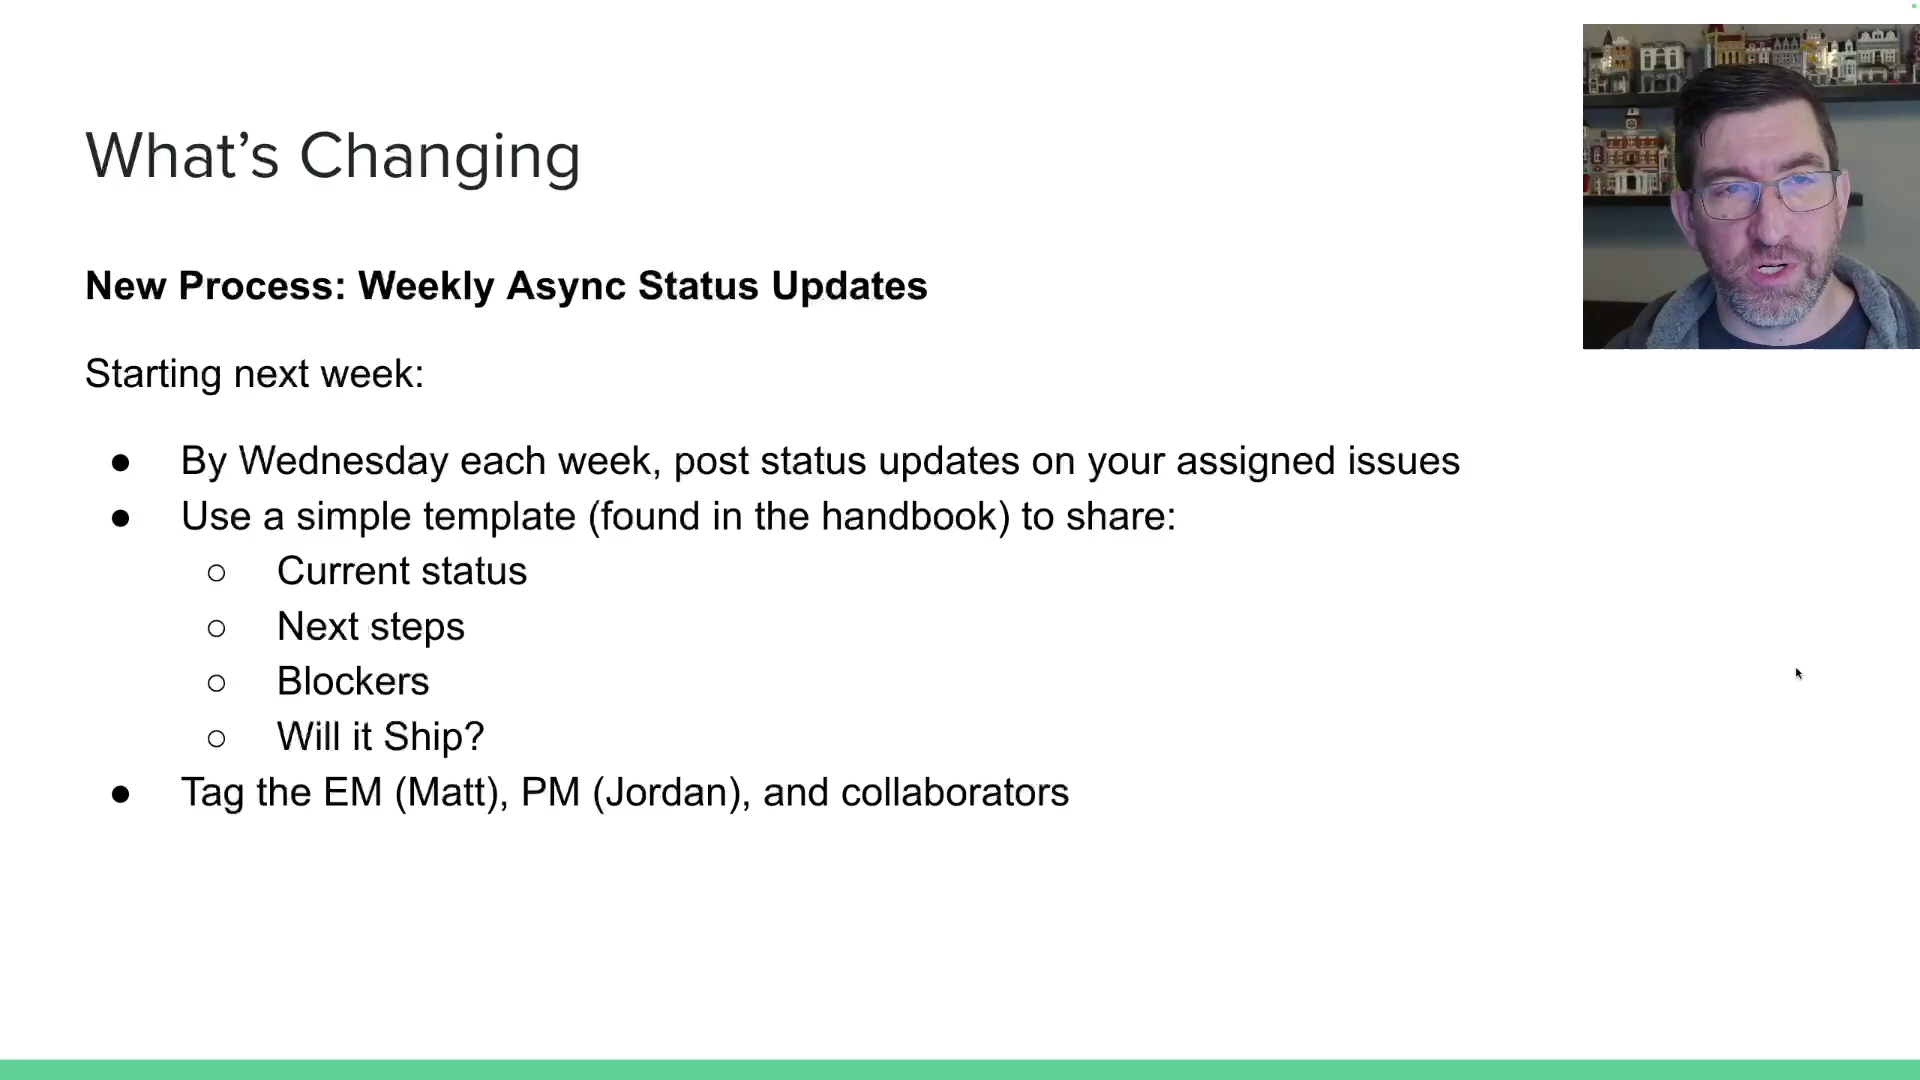 What’s Changing
New Process: Weekly Async Status Updates
Starting next week:
● By Wednesday each week, post status updates on your assigned issues
● Use a simple template (found in the handbook) to share:
○ Current status
○ Next steps
○ Blockers
○ Will it Ship?
● Tag the EM (Matt), PM (Jordan), and collaborators